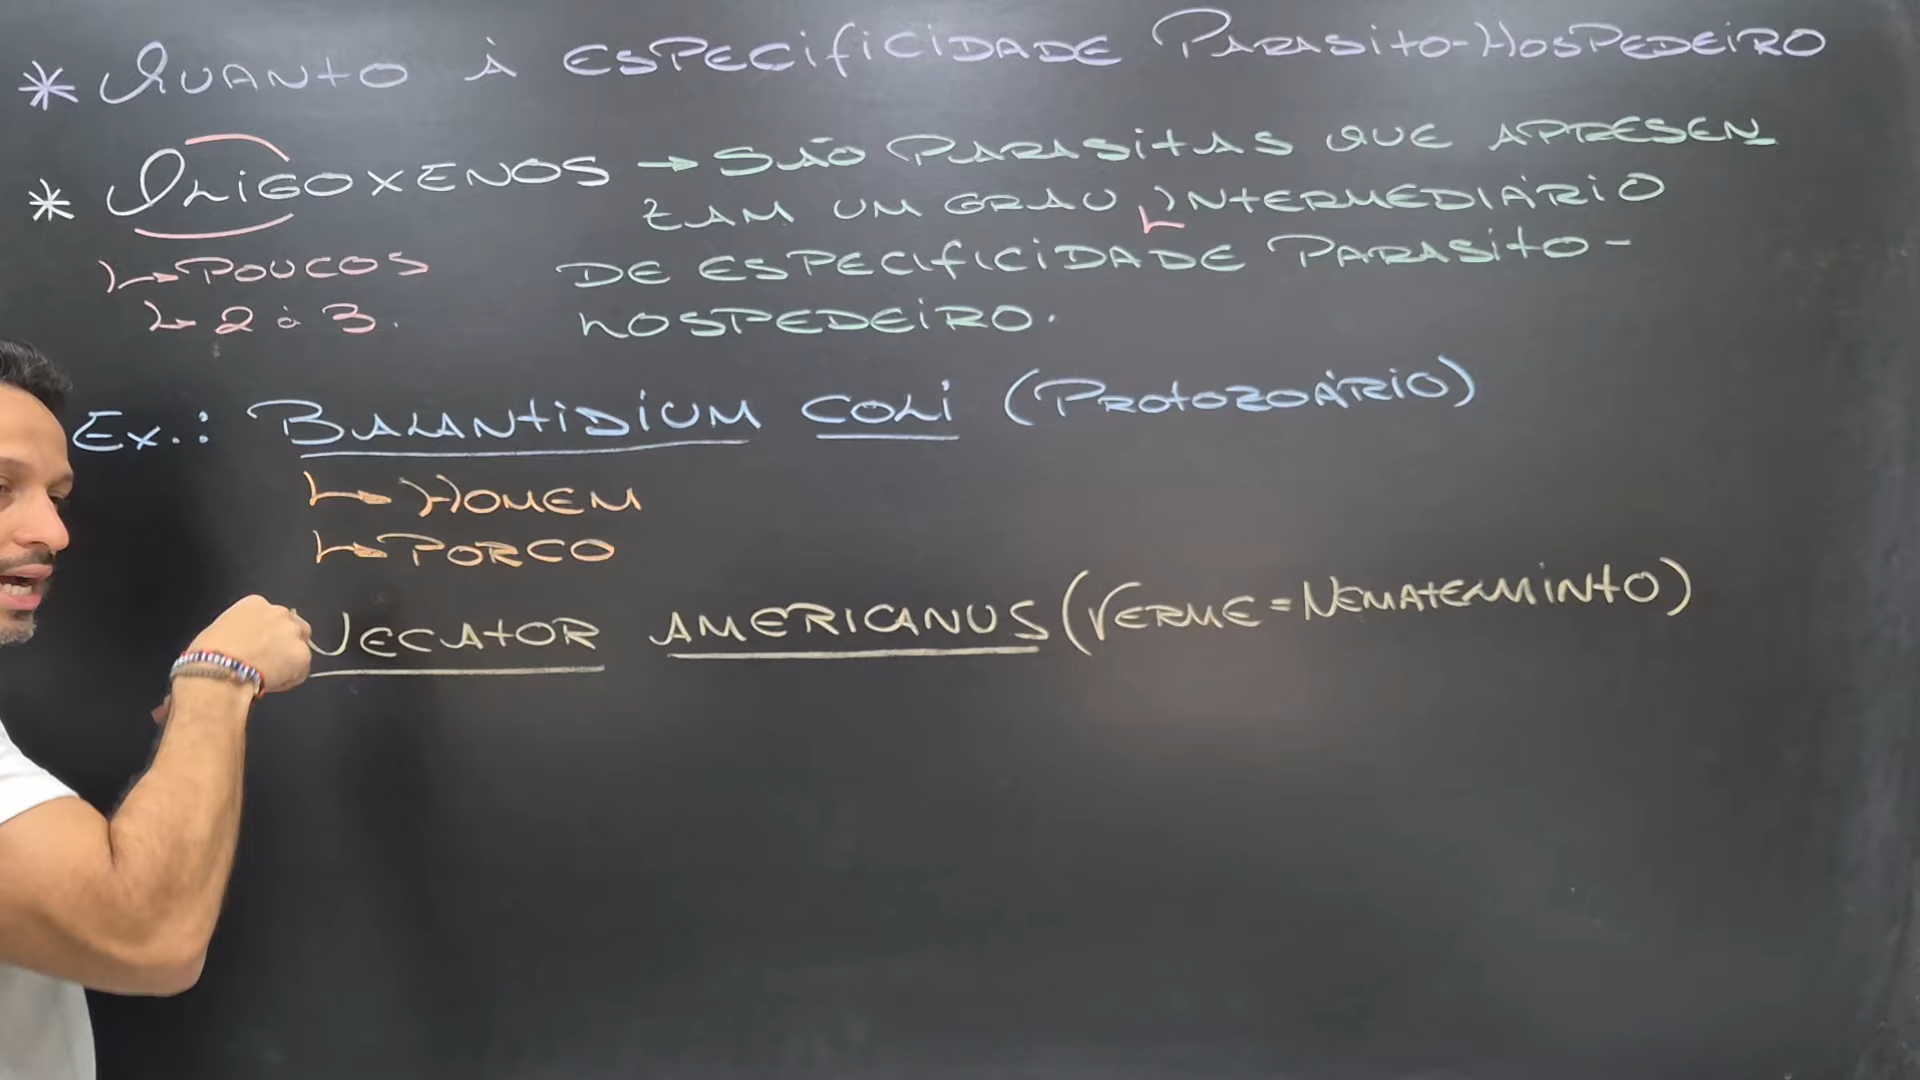 * QUANTO À ESPECIFICIDADE PARASITO-HOSPEDEIRO
* OLIGOXENOS → SÃO PARASITAS QUE APRESEN
TAM UM GRAU INTERMEDIÁRIO
↳ POUCOS DE ESPECIFICIDADE PARASITO-
↳ 2 à 3. HOSPEDEIRO.
Ex.: BALANTIDIUM COLI (PROTOZOÁRIO)
↳ HOMEM
↳ PORCO
NECATOR AMERICANUS (VERME = NEMATELMINTO)